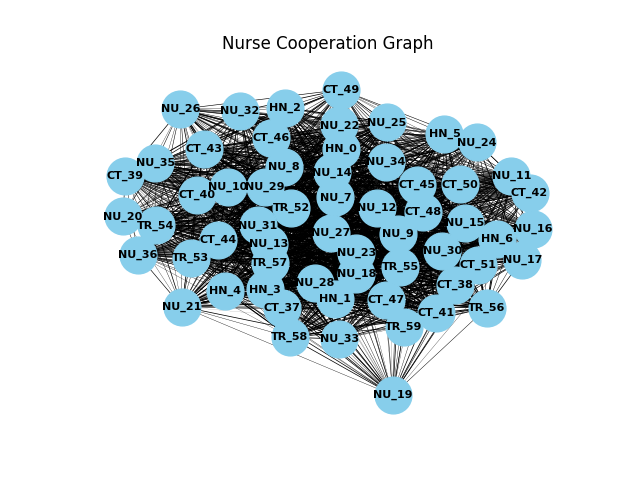 Nurse Cooperation Graph
CT_49
NU_26
NU_32
HN_2
NU_22
NU_25
HN_5
CT_46
NU_24
CT_43
HN_0
NU_35
NU_34
NU_8
NU_14
CT_39
NU_11
NU_10
NU_29
CT_45
CT_50
CT_40
CT_42
NU_7
TR_52
NU_12
CT_48
NU_20
TR_54
NU_31
NU_15
NU_16
NU_27
NU_9
CT_44
HN_6
NU_13
NU_36
TR_53
NU_23
NU_30
TR_57
TR_55
CT_51
NU_17
NU_18
NU_28
CT_38
HN_4
HN_3
HN_1
CT_47
NU_21
CT_37
TR_56
CT_41
TR_59
TR_58
NU_33
NU_19